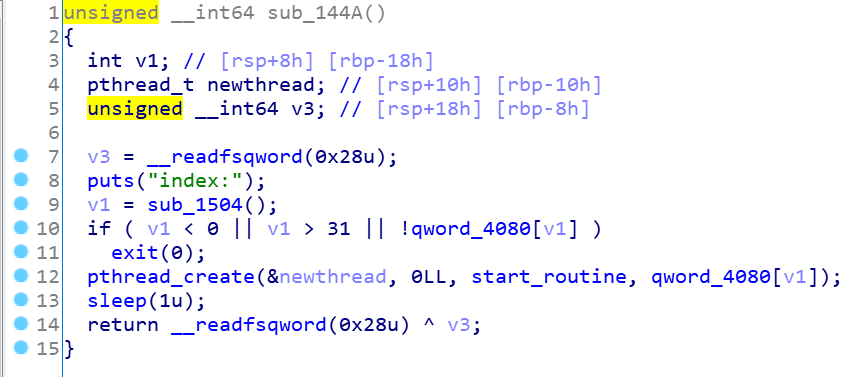 1 unsigned __int64 sub_144A()
2 {
3   int v1; // [rsp+8h] [rbp-18h]
4   pthread_t newthread; // [rsp+10h] [rbp-10h]
5   unsigned __int64 v3; // [rsp+18h] [rbp-8h]
6
7   v3 = __readfsqword(0x28u);
8   puts("index:");
9   v1 = sub_1504();
10   if ( v1 < 0 || v1 > 31 || !qword_4080[v1] )
11     exit(0);
12   pthread_create(&newthread, 0LL, start_routine, qword_4080[v1]);
13   sleep(1u);
14   return __readfsqword(0x28u) ^ v3;
15 }